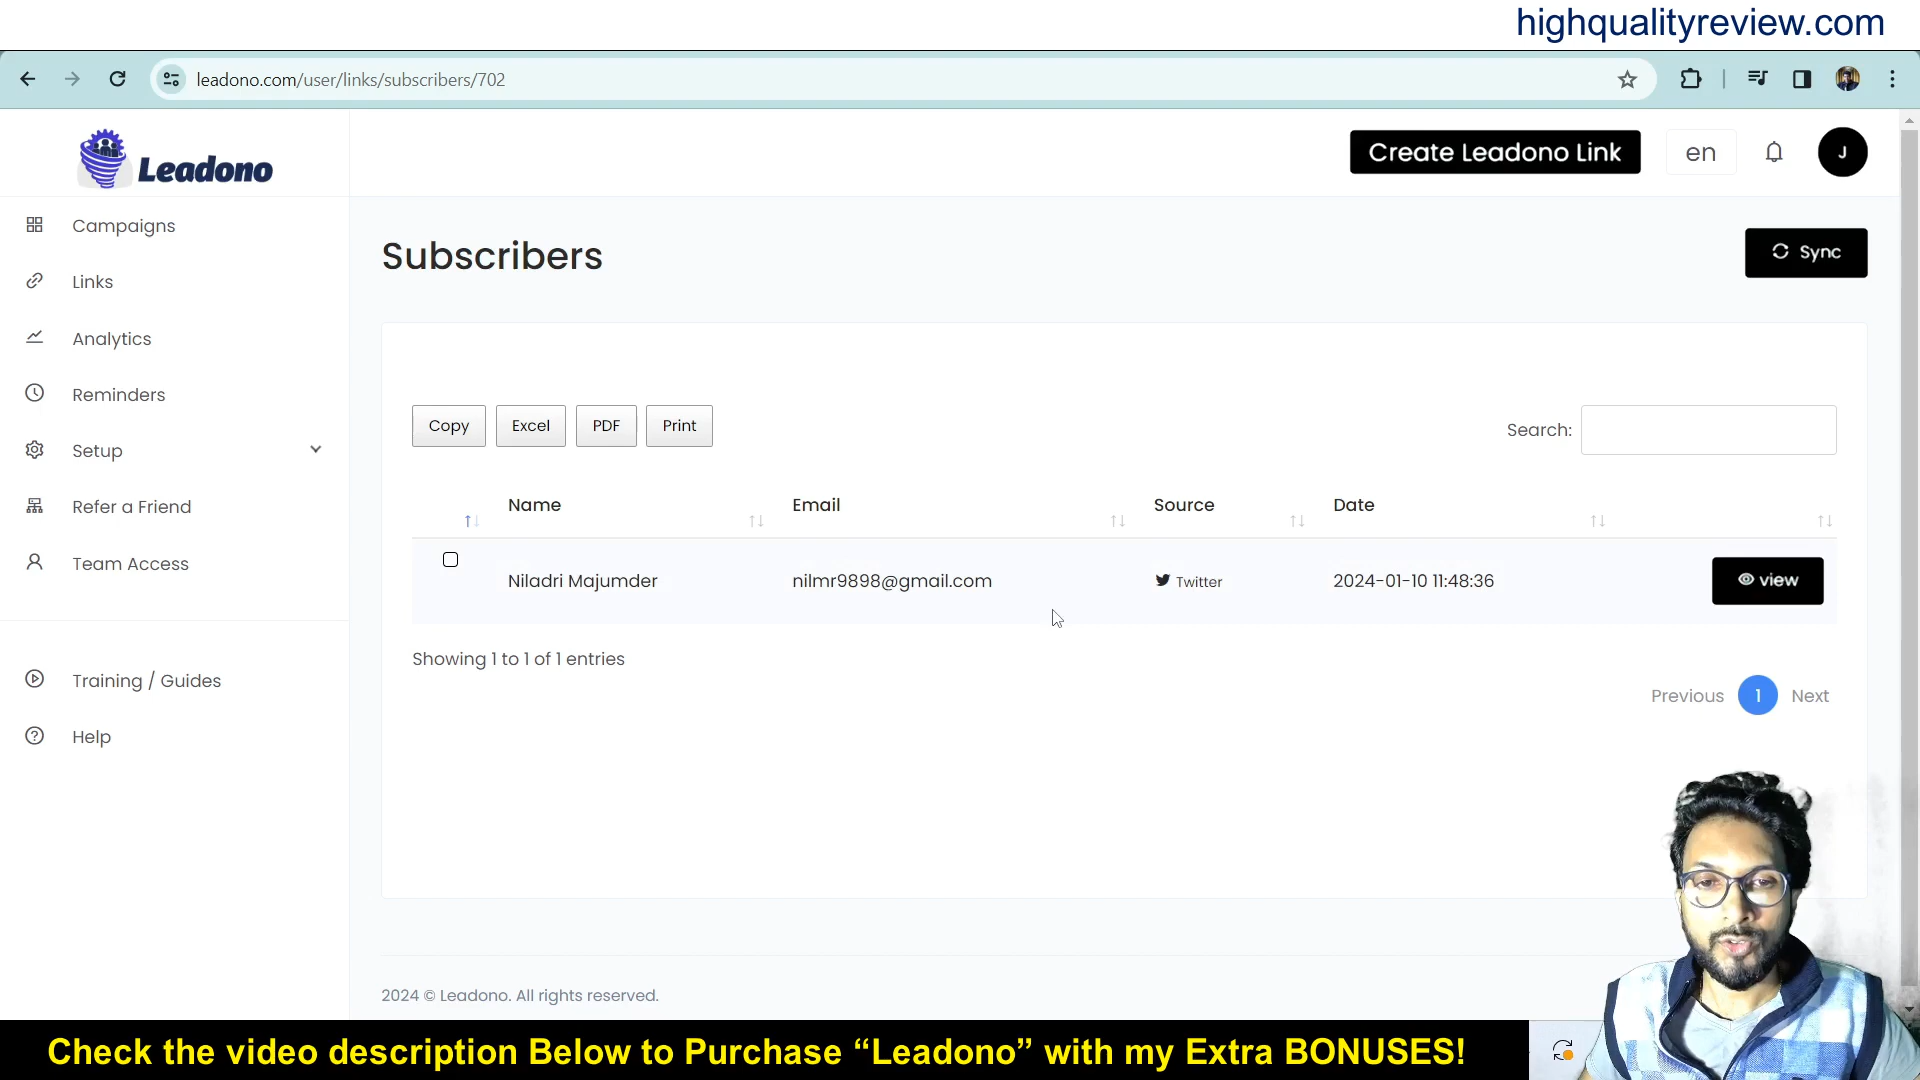 highqualityreview.com
leadono.com/user/links/subscribers/702
Leadono
Create Leadono Link
en
J
Campaigns
Links
Analytics
Reminders
Setup
Refer a Friend
Team Access
Training / Guides
Help
Subscribers
Sync
Copy
Excel
PDF
Print
Search:
Name
Email
Source
Date
Niladri Majumder
nilmr9898@gmail.com
Twitter
2024-01-10 11:48:36
view
Showing 1 to 1 of 1 entries
Previous
1
Next
2024 © Leadono. All rights reserved.
Check the video description Below to Purchase “Leadono” with my Extra BONUSES!